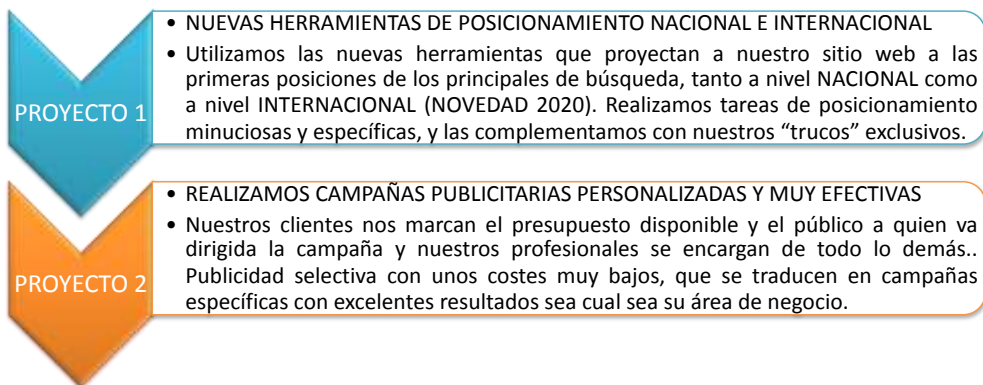 PROYECTO 1
• NUEVAS HERRAMIENTAS DE POSICIONAMIENTO NACIONAL E INTERNACIONAL
• Utilizamos las nuevas herramientas que proyectan a nuestro sitio web a las
primeras posiciones de los principales de búsqueda, tanto a nivel NACIONAL como
a nivel INTERNACIONAL (NOVEDAD 2020). Realizamos tareas de posicionamiento
minuciosas y específicas, y las complementamos con nuestros “trucos” exclusivos.
PROYECTO 2
• REALIZAMOS CAMPAÑAS PUBLICITARIAS PERSONALIZADAS Y MUY EFECTIVAS
• Nuestros clientes nos marcan el presupuesto disponible y el público a quien va
dirigida la campaña y nuestros profesionales se encargan de todo lo demás..
Publicidad selectiva con unos costes muy bajos, que se traducen en campañas
específicas con excelentes resultados sea cual sea su área de negocio.